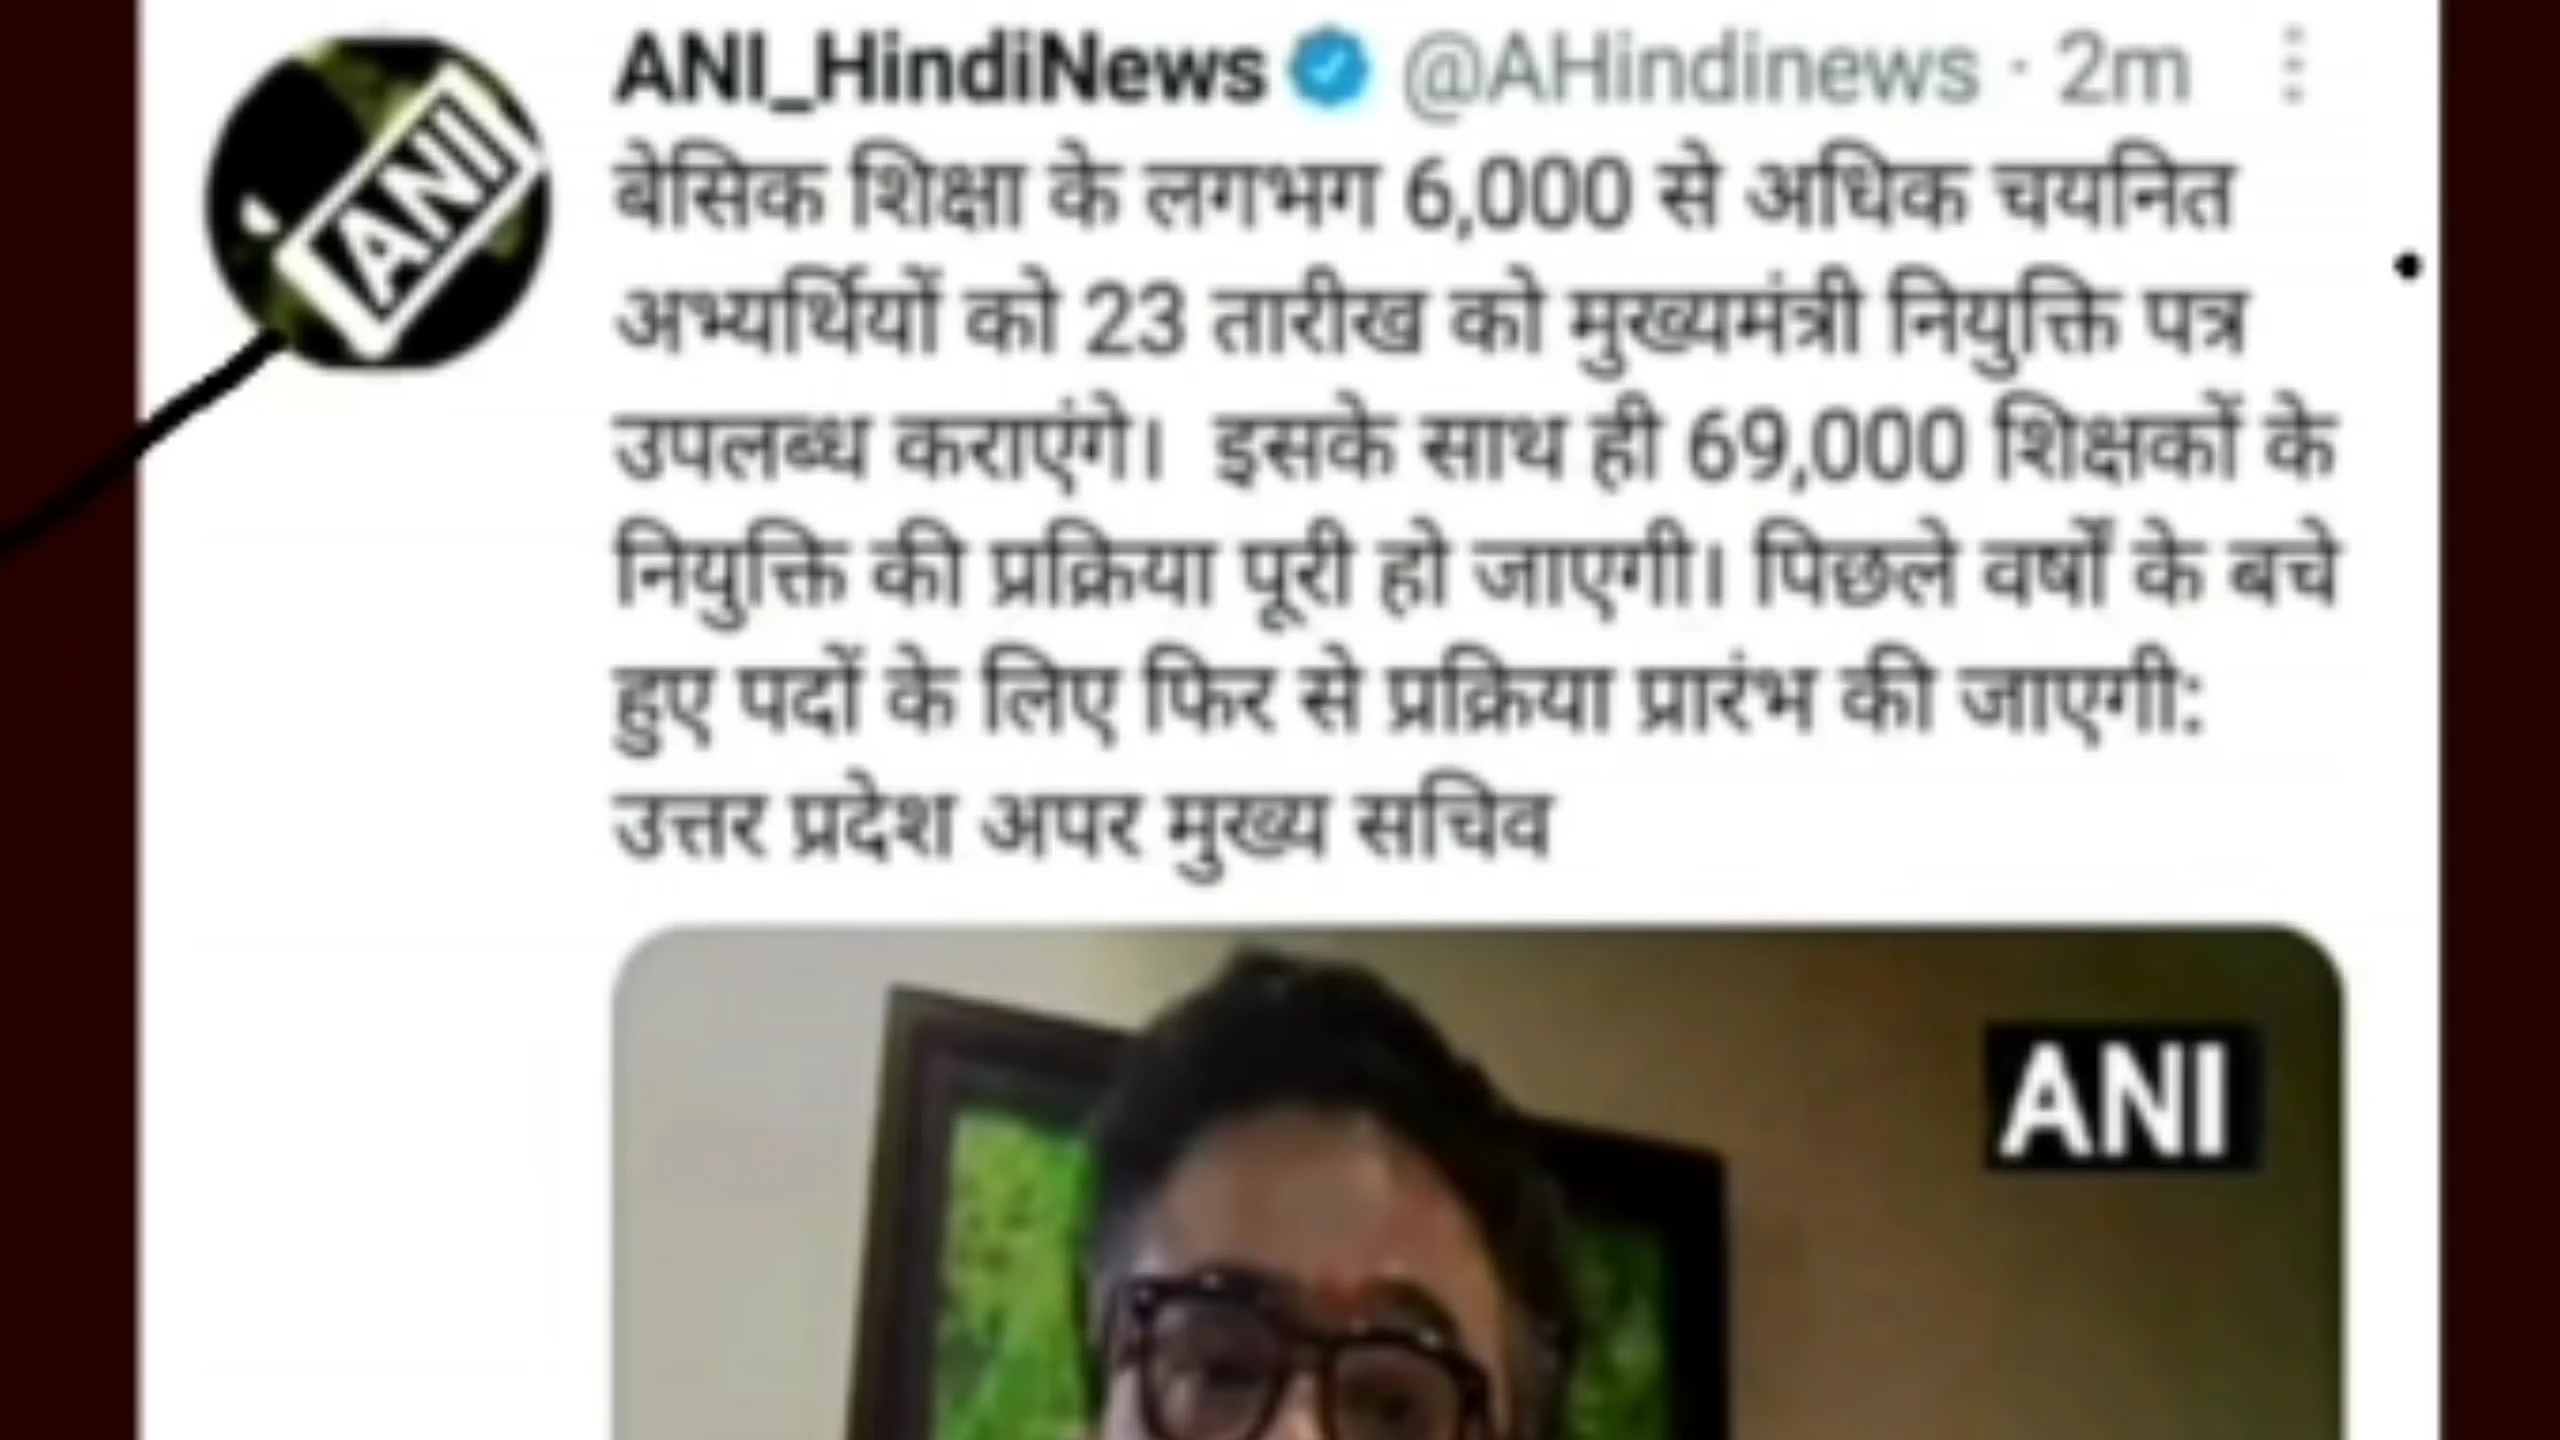 ANI
ANI_HindiNews @AHindinews · 2m
बेसिक शिक्षा के लगभग 6,000 से अधिक चयनित
अभ्यर्थियों को 23 तारीख को मुख्यमंत्री नियुक्ति पत्र
उपलब्ध कराएंगे। इसके साथ ही 69,000 शिक्षकों के
नियुक्ति की प्रक्रिया पूरी हो जाएगी। पिछले वर्षों के बचे
हुए पदों के लिए फिर से प्रक्रिया प्रारंभ की जाएगी:
उत्तर प्रदेश अपर मुख्य सचिव
ANI